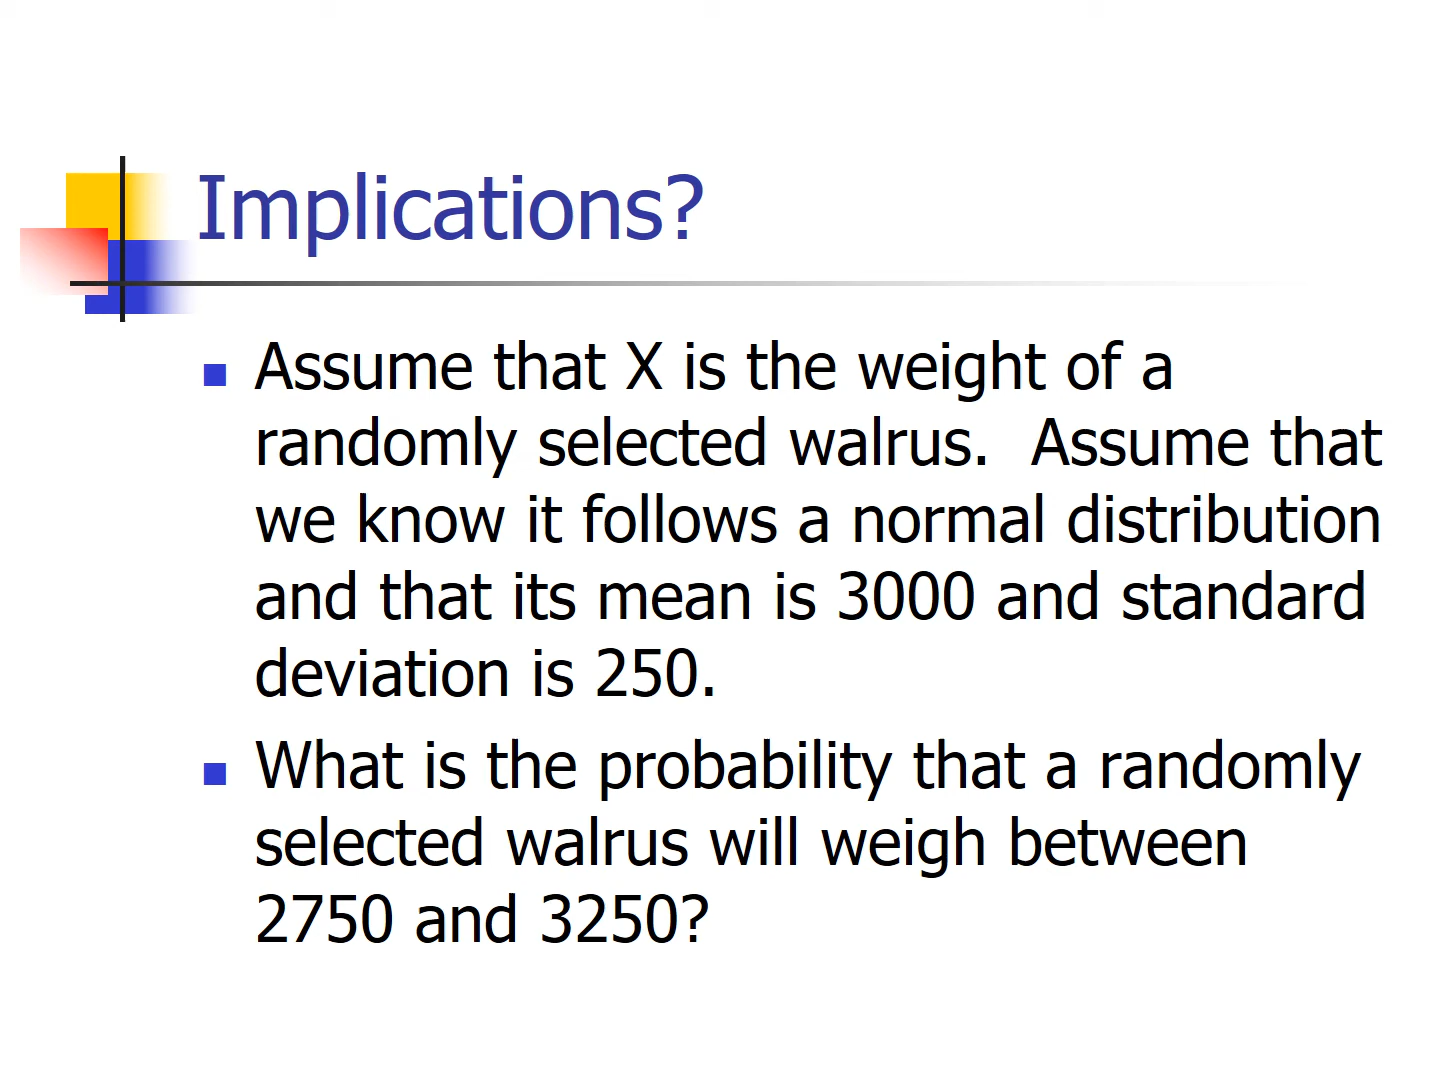 Implications?
Assume that X is the weight of a
randomly selected walrus.  Assume that
we know it follows a normal distribution
and that its mean is 3000 and standard
deviation is 250.
What is the probability that a randomly
selected walrus will weigh between
2750 and 3250?